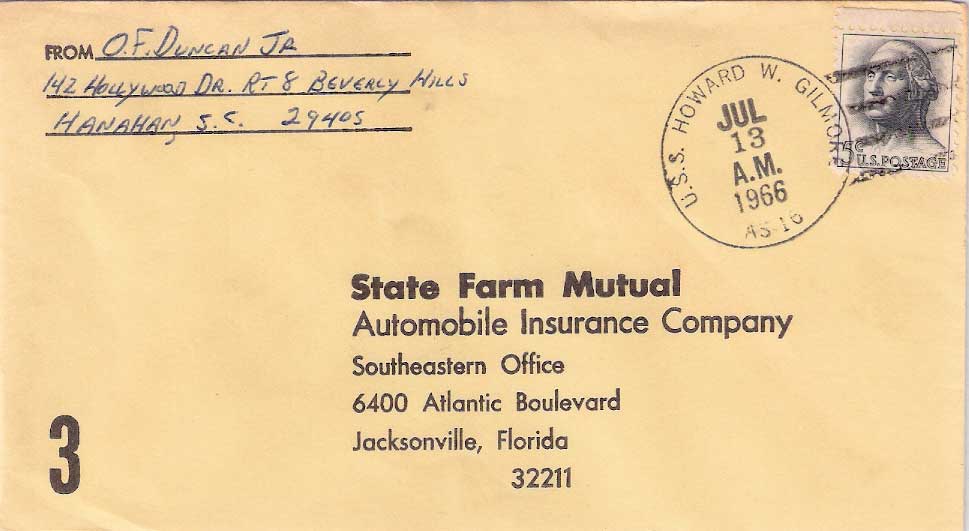 FROM O.F. DUNCAN JR
142 HOLLYWOOD DR. RT 8 BEVERLY HILLS
HANAHAN, S.C. 29405
U.S.S. HOWARD W. GILMORE
JUL
13
A.M.
1966
AS-16
5c
U.S. POSTAGE
State Farm Mutual
Automobile Insurance Company
Southeastern Office
6400 Atlantic Boulevard
Jacksonville, Florida
32211
3